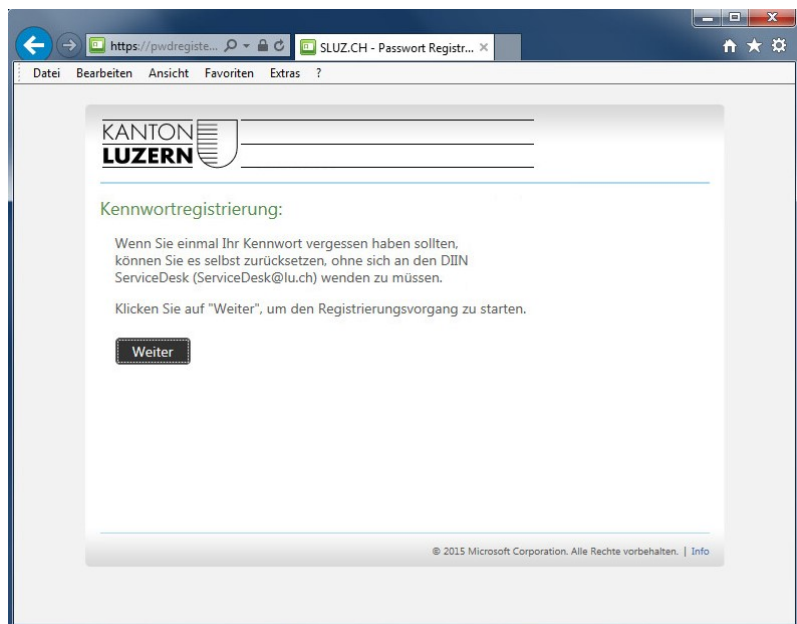 https://pwdregiste...
SLUZ.CH - Passwort Registr...
Datei Bearbeiten Ansicht Favoriten Extras ?
KANTON
LUZERN
Kennwortregistrierung:
Wenn Sie einmal Ihr Kennwort vergessen haben sollten,
können Sie es selbst zurücksetzen, ohne sich an den DIIN
ServiceDesk (ServiceDesk@lu.ch) wenden zu müssen.
Klicken Sie auf "Weiter", um den Registrierungsvorgang zu starten.
Weiter
© 2015 Microsoft Corporation. Alle Rechte vorbehalten. | Info